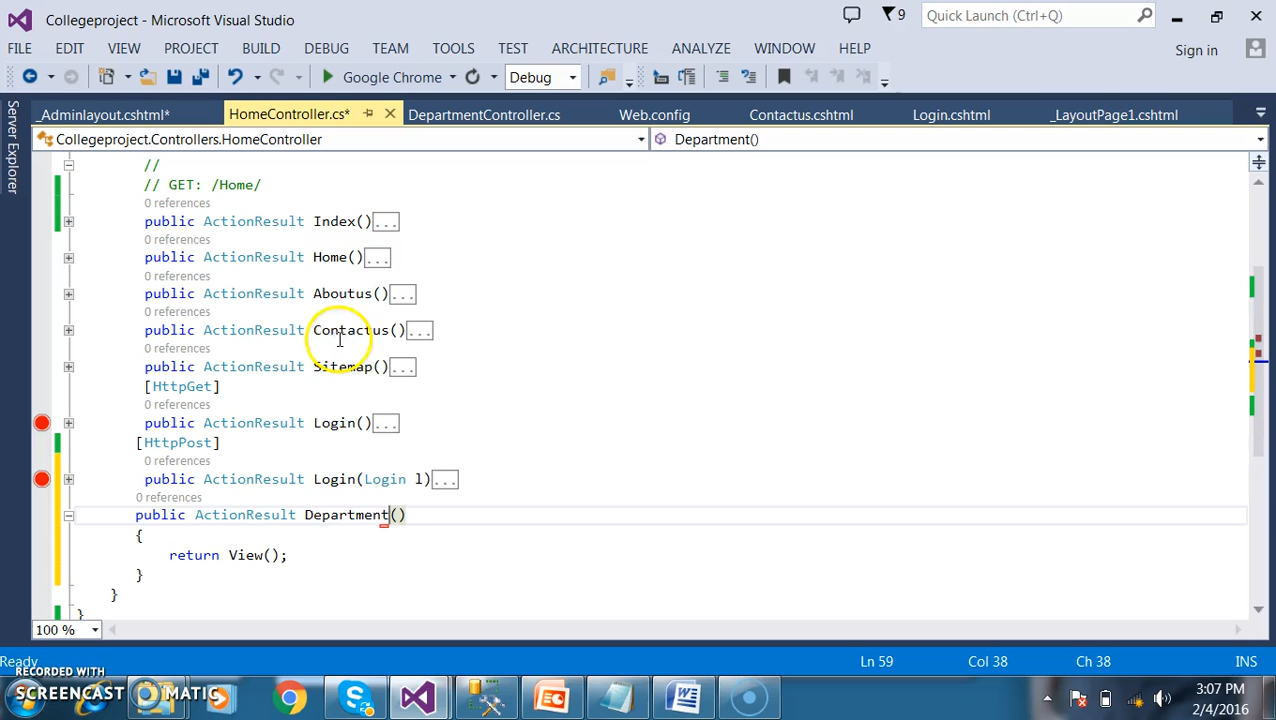 Collegeproject - Microsoft Visual Studio
9
Quick Launch (Ctrl+Q)
FILE EDIT VIEW PROJECT BUILD DEBUG TEAM TOOLS TEST ARCHITECTURE ANALYZE WINDOW HELP
Sign in
Google Chrome
Debug
Server Explorer
_Adminlayout.cshtml* HomeController.cs* DepartmentController.cs Web.config Contactus.cshtml Login.cshtml _LayoutPage1.cshtml
Collegeproject.Controllers.HomeController Department()
//
// GET: /Home/
0 references
public ActionResult Index()...
0 references
public ActionResult Home()...
0 references
public ActionResult Aboutus()...
0 references
public ActionResult Contactus()...
0 references
public ActionResult Sitemap()...
[HttpGet]
0 references
public ActionResult Login()...
[HttpPost]
0 references
public ActionResult Login(Login l)...
0 references
public ActionResult Department()
{
return View();
}
}
}
100 %
Ready Ln 59 Col 38 Ch 38 INS
RECORDED WITH
SCREENCAST MATIC
3:07 PM
2/4/2016